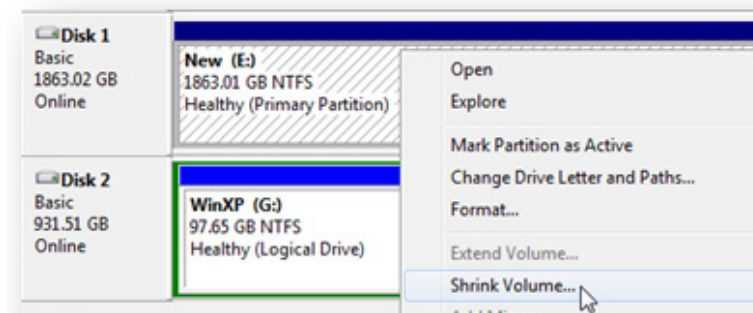 Disk 1
Basic
1863.02 GB
Online
New (E:)
1863.01 GB NTFS
Healthy (Primary Partition)
Disk 2
Basic
931.51 GB
Online
WinXP (G:)
97.65 GB NTFS
Healthy (Logical Drive)
Open
Explore
Mark Partition as Active
Change Drive Letter and Paths...
Format...
Extend Volume...
Shrink Volume...